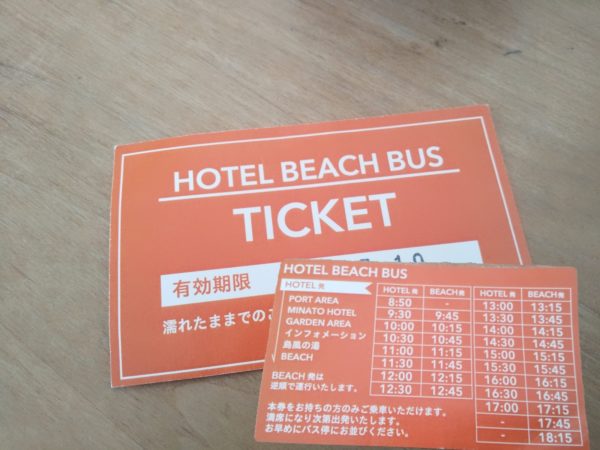 HOTEL BEACH BUS
TICKET
有効期限
濡れたままでのご
HOTEL BEACH BUS
HOTEL 発
PORT AREA
MINATO HOTEL
GARDEN AREA
インフォメーション
島風の湯
BEACH
BEACH 発は
逆順で運行いたします。
HOTEL発 BEACH発 HOTEL発 BEACH発
8:50 - 13:00 13:15
9:30 9:45 13:30 13:45
10:00 10:15 14:00 14:15
10:30 10:45 14:30 14:45
11:00 11:15 15:00 15:15
11:30 11:45 15:30 15:45
12:00 12:15 16:00 16:15
12:30 12:45 16:30 16:45
17:00 17:15
- 17:45
- 18:15
本券をお持ちの方のみご乗車いただけます。
満席になり次第出発いたします。
お早めにバス停にお並びください。